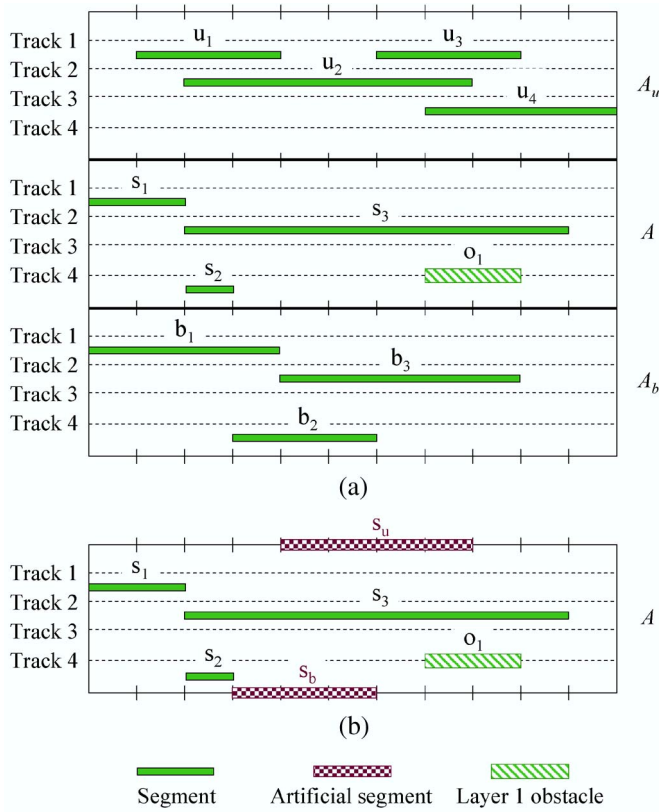 u1 u3
Track 1
u2
Track 2
Track 3
u4
Au
Track 4
s1
Track 1
s3
Track 2
A
Track 3
s2 o1
Track 4
b1
Track 1
b3
Track 2
Ab
Track 3
b2
Track 4
(a)
su
s1
Track 1
s3
Track 2
A
Track 3
s2 o1
Track 4
sb
(b)
Segment Artificial segment Layer 1 obstacle